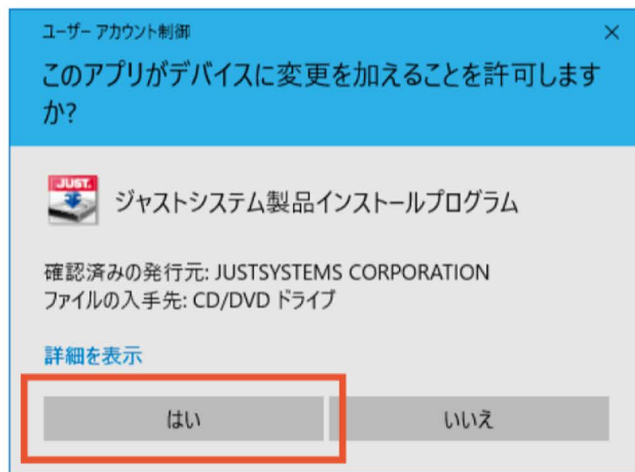 ユーザー アカウント制御
このアプリがデバイスに変更を加えることを許可します
か?
JUST.
ジャストシステム製品インストールプログラム
確認済みの発行元: JUSTSYSTEMS CORPORATION
ファイルの入手先: CD/DVD ドライブ
詳細を表示
はい
いいえ